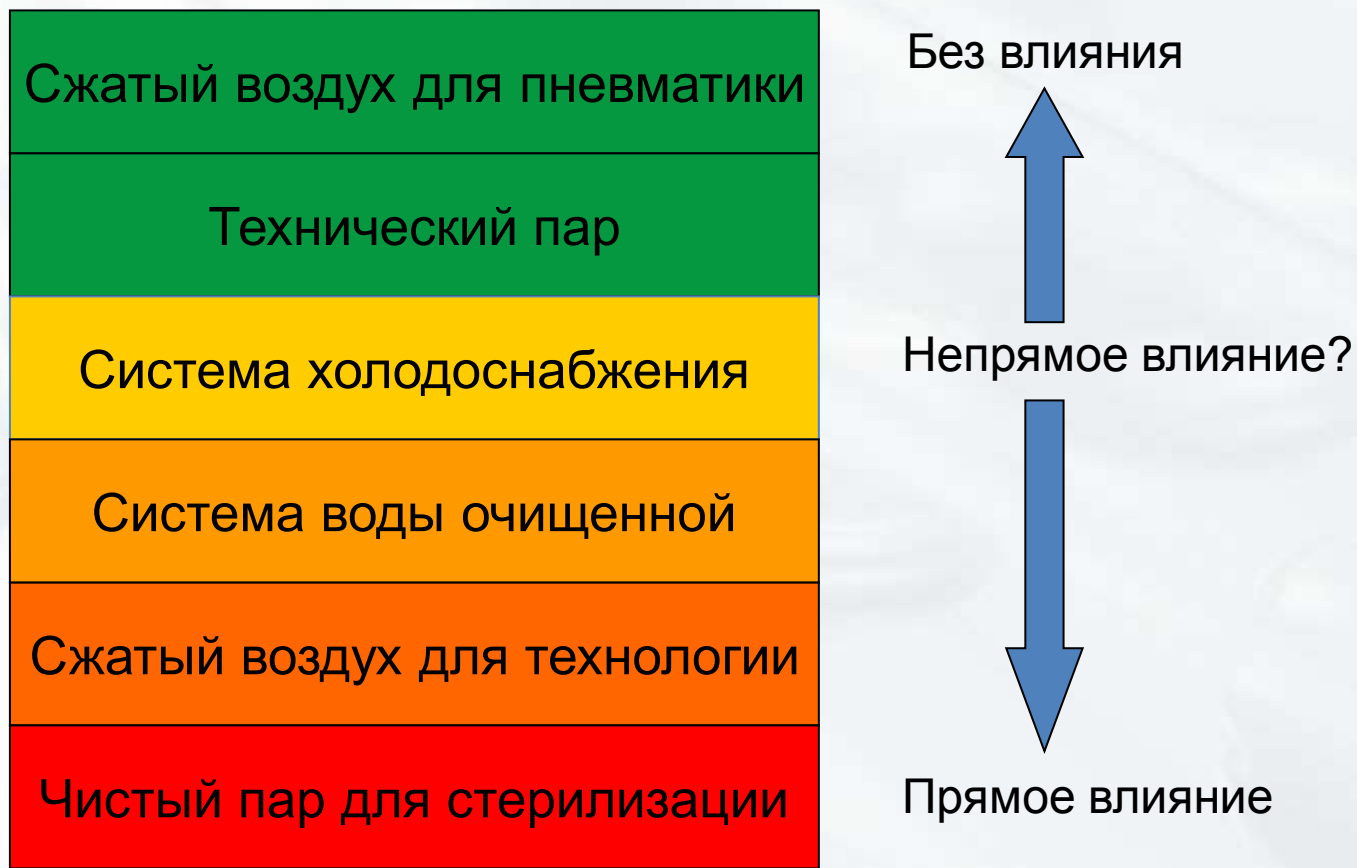 Сжатый воздух для пневматики
Технический пар
Система холодоснабжения
Система воды очищенной
Сжатый воздух для технологии
Чистый пар для стерилизации
Без влияния
Непрямое влияние?
Прямое влияние